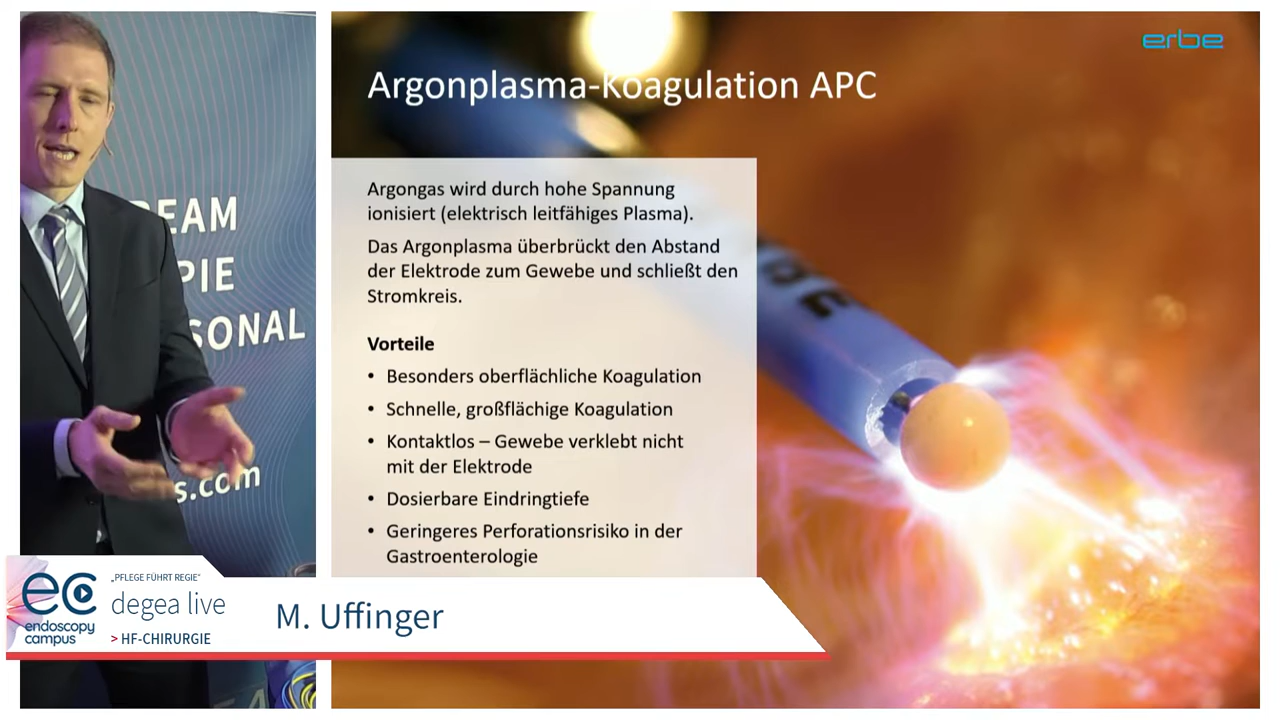 erbe
Argonplasma-Koagulation APC
Argongas wird durch hohe Spannung
ionisiert (elektrisch leitfähiges Plasma).
Das Argonplasma überbrückt den Abstand
der Elektrode zum Gewebe und schließt den
Stromkreis.
Vorteile
• Besonders oberflächliche Koagulation
• Schnelle, großflächige Koagulation
• Kontaktlos – Gewebe verklebt nicht
mit der Elektrode
• Dosierbare Eindringtiefe
• Geringeres Perforationsrisiko in der
Gastroenterologie
EAM
PIE
SONAL
s.com
ec
endoscopy
campus
„PFLEGE FÜHRT REGIE“
degea live
> HF-CHIRURGIE
M. Uffinger